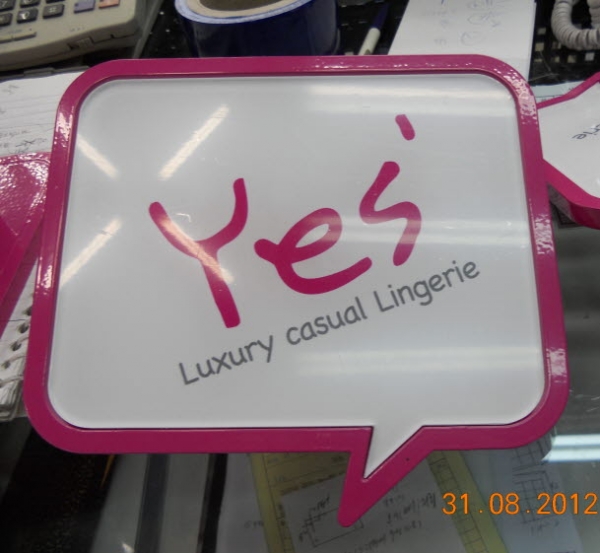 Yes'
Luxury casual Lingerie
31.08.2012